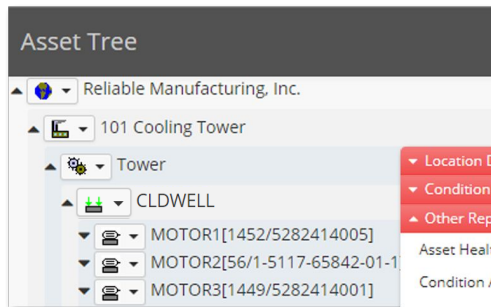 Asset Tree
Reliable Manufacturing, Inc.
101 Cooling Tower
Tower
CLDWELL
MOTOR1[1452/5282414005]
MOTOR2[56/1-5117-65842-01-1
MOTOR3[1449/5282414001]
Location
Condition
Other Rep
Asset Heal
Condition